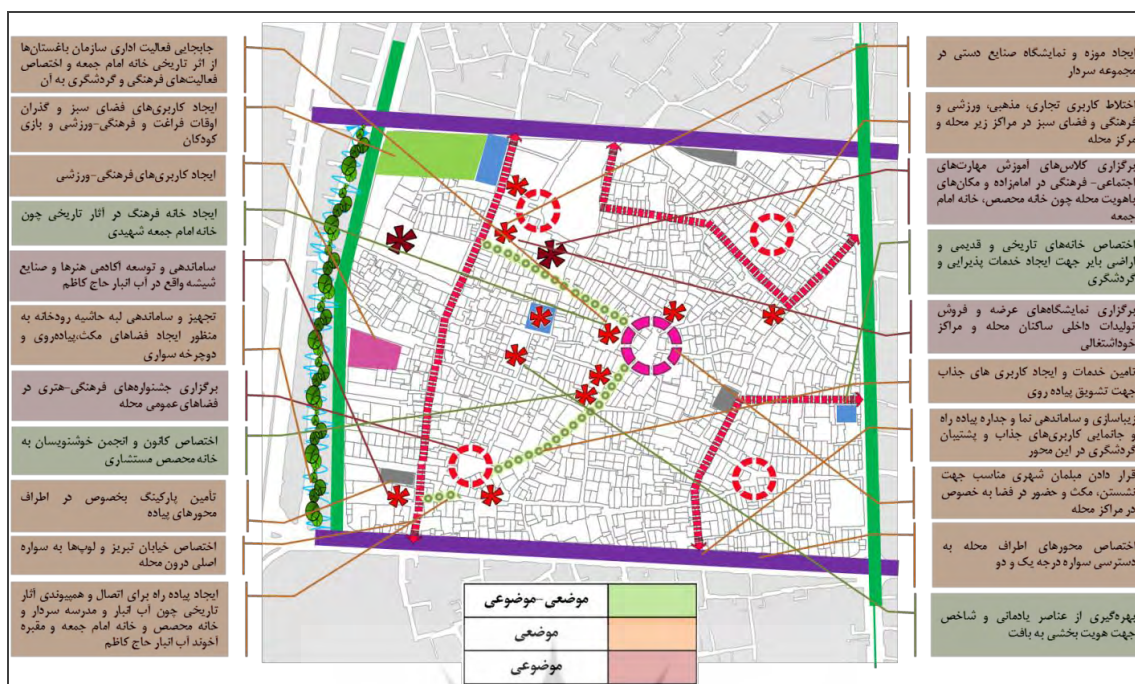 جابجایی فعالیت اداری سازمان باغستان‌ها
از اثر تاریخی خانه امام جمعه و اختصاص
فعالیت‌های فرهنگی و گردشگری به آن
ایجاد کاربری‌های فضای سبز و گذران
اوقات فراغت و فرهنگی-ورزشی و بازی
کودکان
ایجاد کاربری‌های فرهنگی-ورزشی
ایجاد خانه فرهنگ در آثار تاریخی چون
خانه امام جمعه شهیدی
ساماندهی و توسعه آکادمی هنرها و صنایع
شیشه واقع در آب انبار حاج کاظم
تجهیز و ساماندهی لبه حاشیه رودخانه به
منظور ایجاد فضاهای مکث،پیاده‌روی و
دوچرخه سواری
برگزاری جشنواره‌های فرهنگی-هنری در
فضاهای عمومی محله
اختصاص کانون و انجمن خوشنویسان به
خانه محصص مستشاری
تأمین پارکینگ بخصوص در اطراف
محورهای پیاده
اختصاص خیابان تبریز و لوپ‌ها به سواره
اصلی درون محله
ایجاد پیاده راه برای اتصال و همپیوندی آثار
تاریخی چون آب انبار و مدرسه سردار و
خانه محصص و خانه امام جمعه و مقبره
آخوند آب انبار حاج کاظم
ایجاد موزه و نمایشگاه صنایع دستی در
مجموعه سردار
اختلاط کاربری تجاری، مذهبی، ورزشی و
فرهنگی و فضای سبز در مراکز زیر محله و
مرکز محله
برگزاری کلاس‌های آموزش مهارت‌های
اجتماعی- فرهنگی در امامزاده و مکان‌های
باهویت محله چون خانه محصص، خانه امام
جمعه
اختصاص خانه‌های تاریخی و قدیمی و
اراضی بایر جهت ایجاد خدمات پذیرایی و
گردشگری
برگزاری نمایشگاه‌های عرضه و فروش
تولیدات داخلی ساکنان محله و مراکز
خوداشتغالی
تامین خدمات و ایجاد کاربری های جذاب
جهت تشویق پیاده روی
زیباسازی و ساماندهی نما و جداره پیاده راه
و جانمایی کاربری‌های جذاب و پشتیبان
گردشگری در این محور
قرار دادن مبلمان شهری مناسب جهت
نشستن، مکث و حضور در فضا به خصوص
در مراکز محله
اختصاص محورهای اطراف محله به
دسترسی سواره درجه یک و دو
بهره‌گیری از عناصر یادمانی و شاخص
جهت هویت بخشی به بافت
موضعی-موضوعی
موضعی
موضوعی